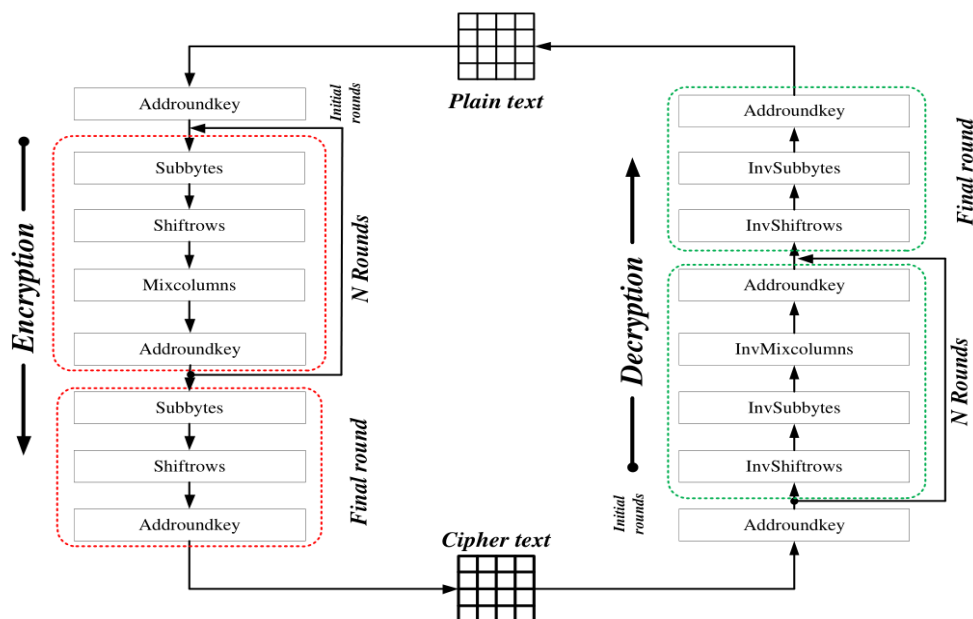 Plain text
Addroundkey
Initial
rounds
Subbytes
Shiftrows
Mixcolumns
Addroundkey
N Rounds
Encryption
Subbytes
Shiftrows
Addroundkey
Final round
Cipher text
Addroundkey
InvSubbytes
InvShiftrows
Final round
Addroundkey
InvMixcolumns
InvSubbytes
InvShiftrows
N Rounds
Decryption
Initial
rounds
Addroundkey